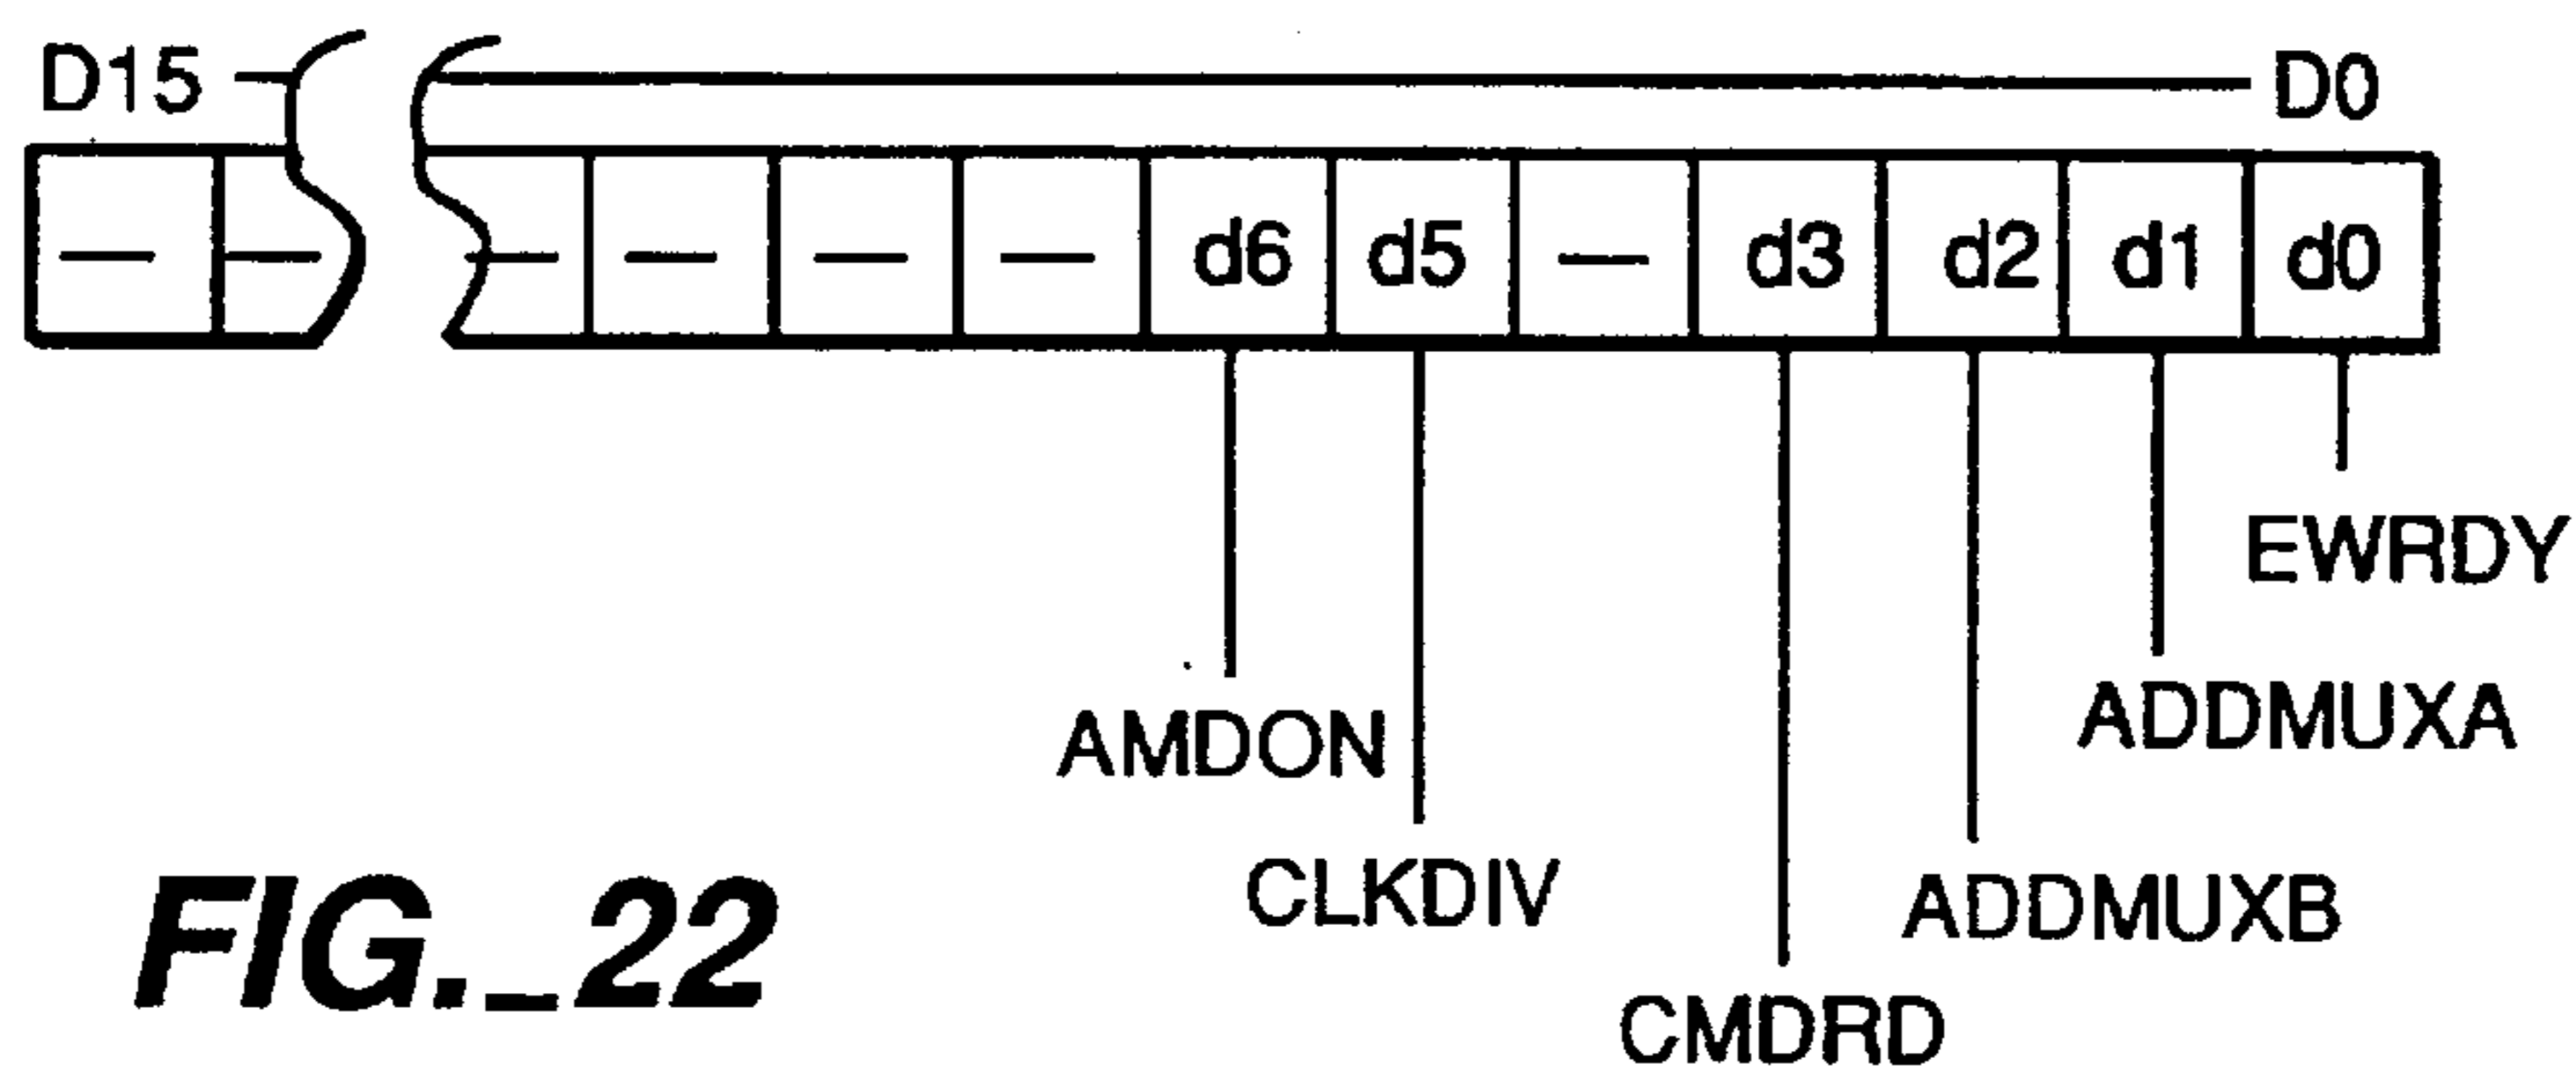 D15 D0
— — — — — — d6 d5 — d3 d2 d1 d0
EWRDY
ADDMUXA
AMDON
CLKDIV
ADDMUXB
CMDRD
FIG._22